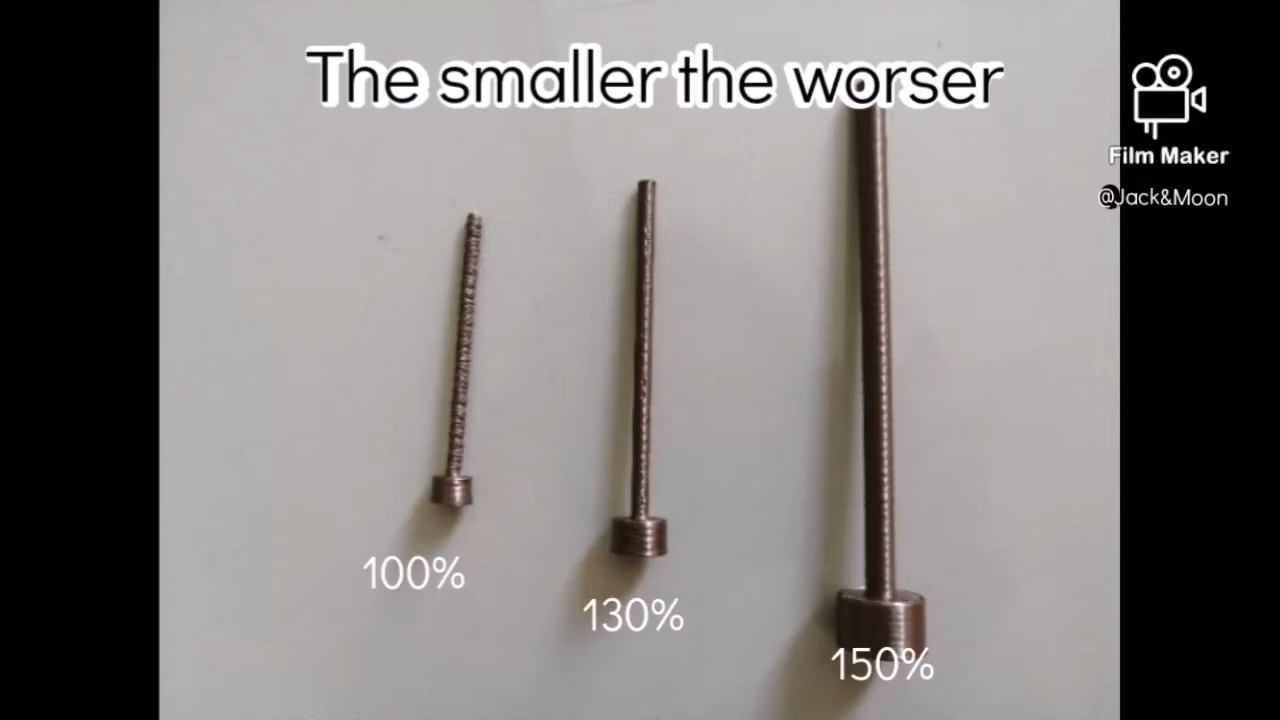 The smaller the worser
Film Maker
@Jack&Moon
100%
130%
150%